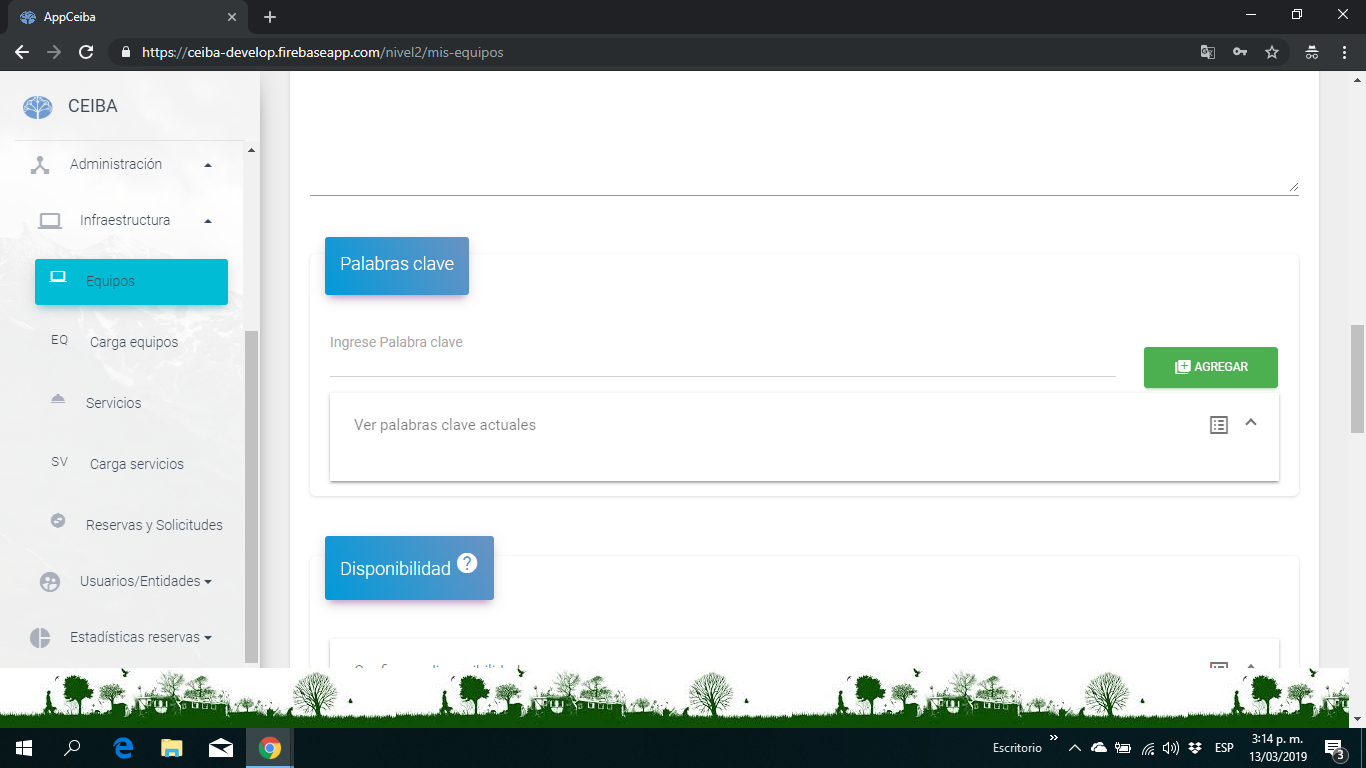 AppCeiba
https://ceiba-develop.firebaseapp.com/nivel2/mis-equipos
CEIBA
Administración
Infraestructura
Equipos
EQ Carga equipos
Servicios
SV Carga servicios
Reservas y Solicitudes
Usuarios/Entidades
Estadísticas reservas
Palabras clave
Ingrese Palabra clave
AGREGAR
Ver palabras clave actuales
Disponibilidad ?
Escritorio
ESP
3:14 p. m.
13/03/2019
3